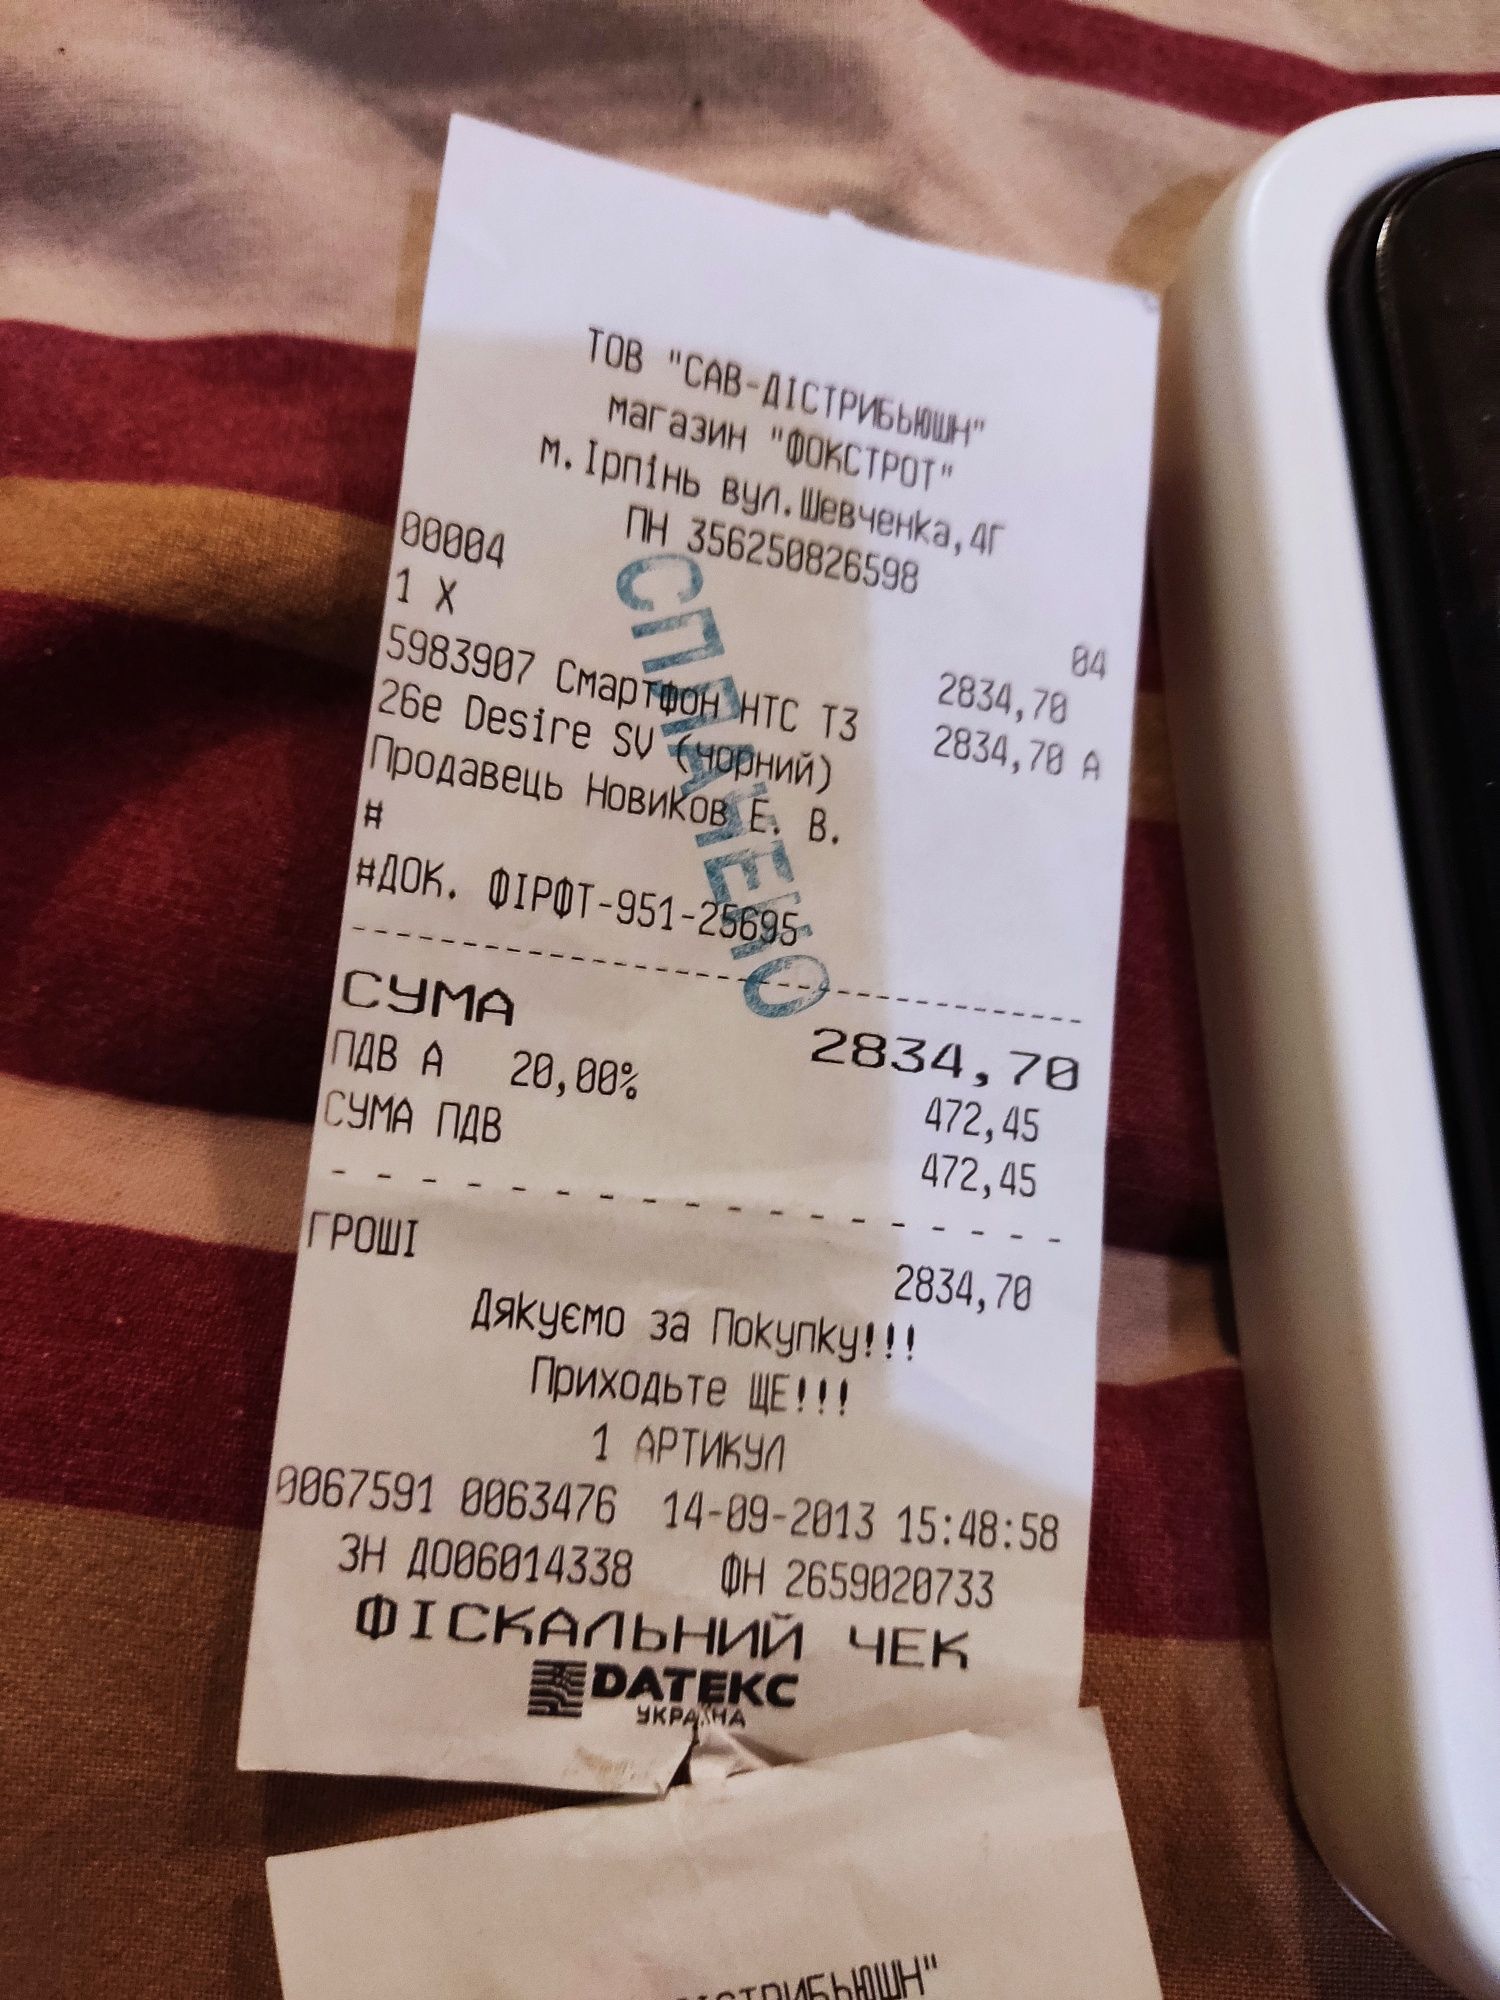 ТОВ "САВ-ДІСТРИБЬЮШН"
магазин "ФОКСТРОТ"
м.Ірпінь вул.Шевченка,4Г
ПН 356250826598
00004 04
1 X 2834,70
5983907 Смартфон HTC T3 2834,70 А
26e Desire SV (чорний)
Продавець Новиков Е. В.
#
#ДОК. ФІРФТ-951-25695
СПЛАЧЕНО
СУМА 2834,70
ПДВ А 20,00% 472,45
СУМА ПДВ 472,45
ГРОШІ 2834,70
Дякуємо за Покупку!!!
Приходьте ЩЕ!!!
1 АРТИКУЛ
0067591 0063476 14-09-2013 15:48:58
ЗН ДО06014338 ФН 2659020733
ФІСКАЛЬНИЙ ЧЕК
DATEКС
УКРАЇНА
ДІСТРИБЬЮШН"